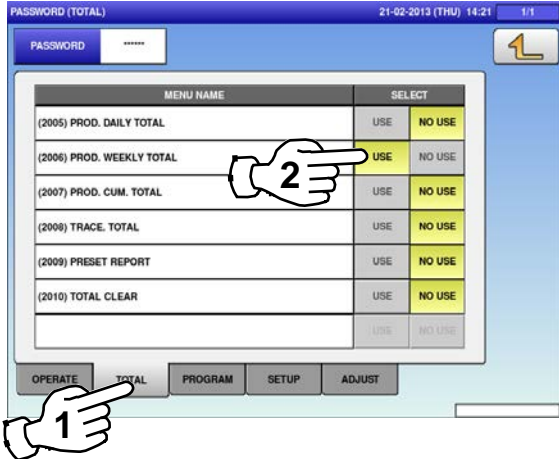 PASSWORD (TOTAL) 21-02-2013 (THU) 14:21 1/1
PASSWORD ******
MENU NAME SELECT
(2005) PROD. DAILY TOTAL USE NO USE
(2006) PROD. WEEKLY TOTAL USE NO USE
(2007) PROD. CUM. TOTAL USE NO USE
(2008) TRACE. TOTAL USE NO USE
(2009) PRESET REPORT USE NO USE
(2010) TOTAL CLEAR USE NO USE
USE NO USE
OPERATE TOTAL PROGRAM SETUP ADJUST
2
1